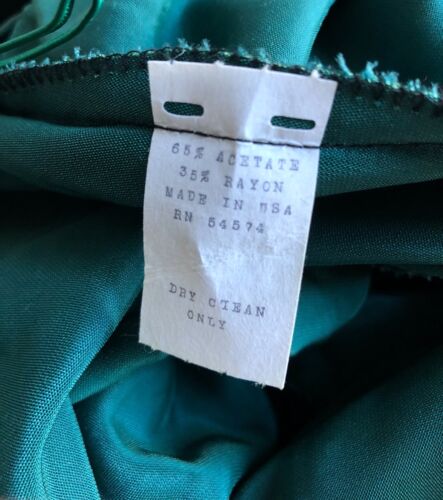 65% ACETATE
35% RAYON
MADE IN USA
RN 54574
DRY CLEAN
ONLY